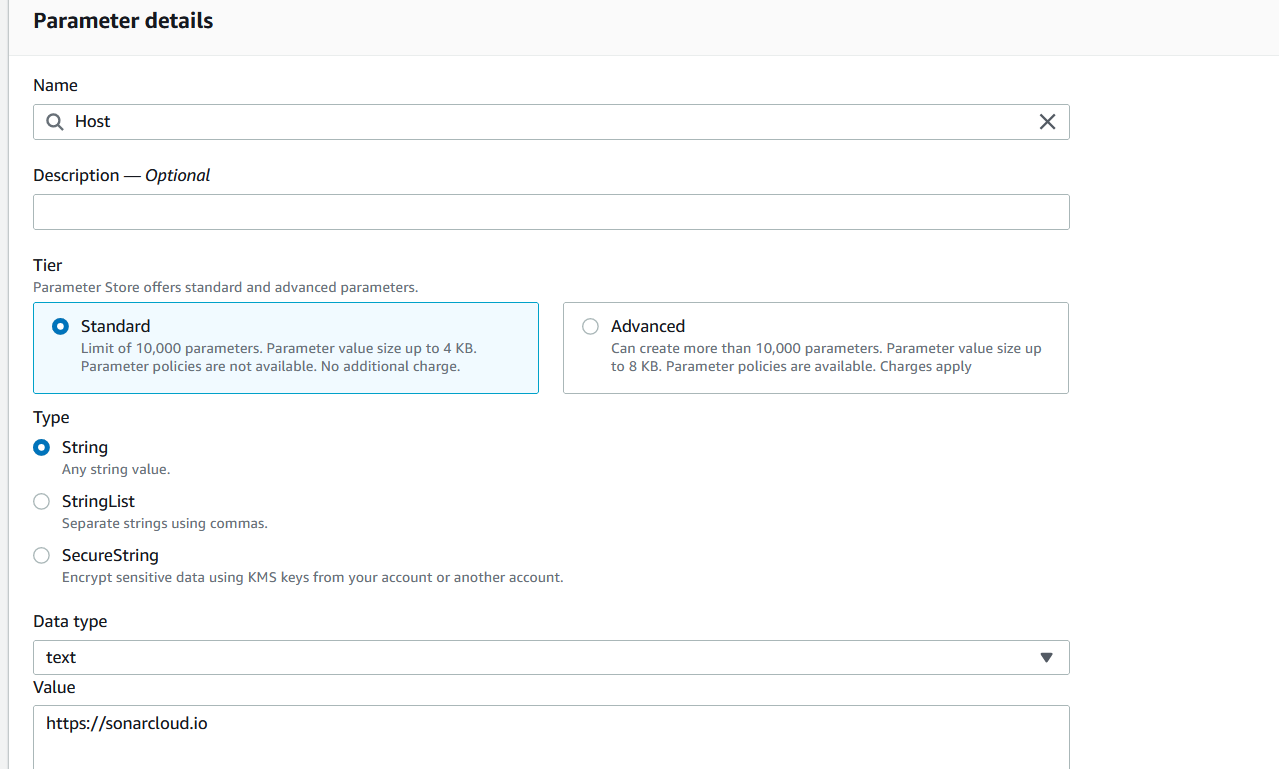 Parameter details
Name
Host
Description — Optional
Tier
Parameter Store offers standard and advanced parameters.
Standard
Limit of 10,000 parameters. Parameter value size up to 4 KB.
Parameter policies are not available. No additional charge.
Advanced
Can create more than 10,000 parameters. Parameter value size up
to 8 KB. Parameter policies are available. Charges apply
Type
String
Any string value.
StringList
Separate strings using commas.
SecureString
Encrypt sensitive data using KMS keys from your account or another account.
Data type
text
Value
https://sonarcloud.io